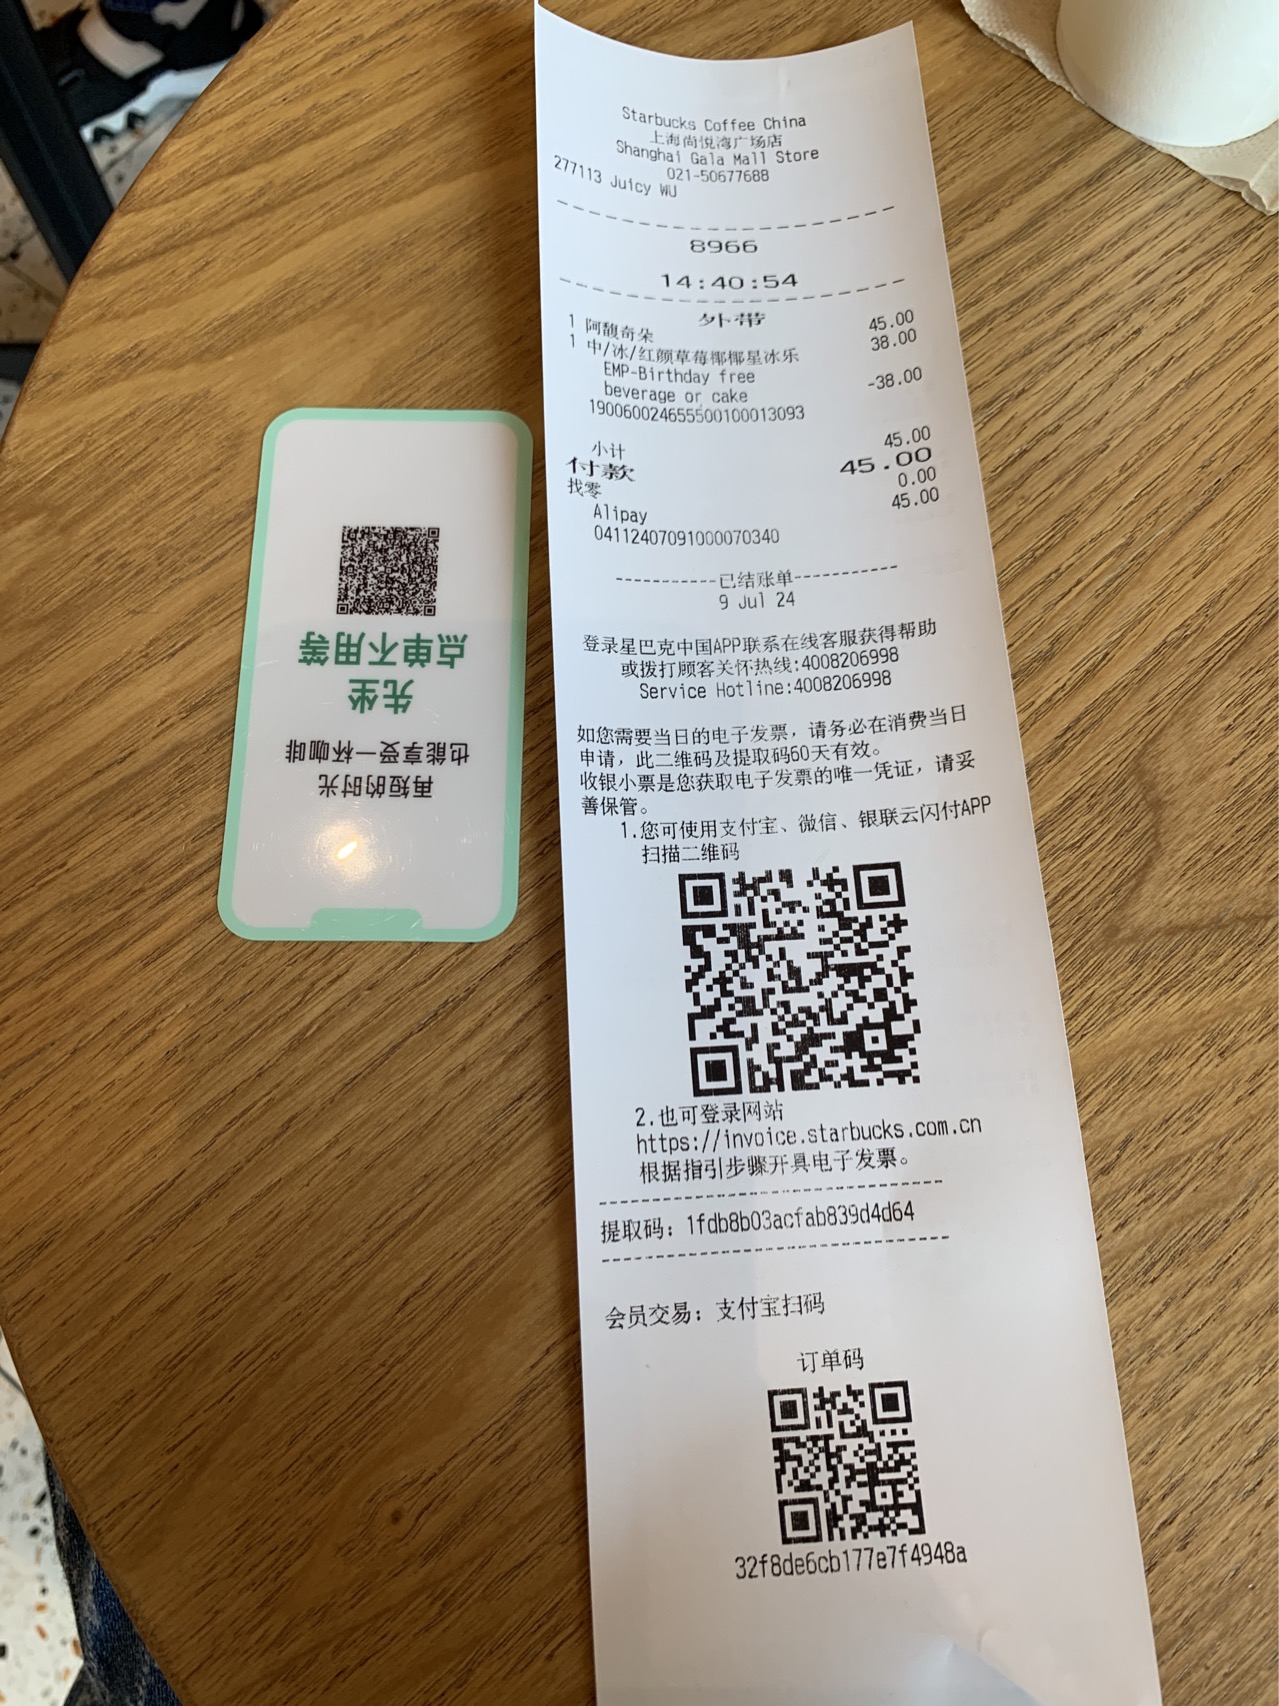 Starbucks Coffee China
上海尚悦湾广场店
Shanghai Gala Mall Store
021-50677688
277113 Juicy WU
8966
14:40:54
外带
1 阿馥奇朵 45.00
1 中/冰/红颜草莓椰椰星冰乐 38.00
EMP-Birthday free
beverage or cake -38.00
19006002465550010001 3093
小计 45.00
付款 45.00
找零 0.00
Alipay 45.00
04112407091000070340
-----------已结账单-----------
9 Jul 24
登录星巴克中国APP联系在线客服获得帮助
或拨打顾客关怀热线:4008206998
Service Hotline:4008206998
如您需要当日的电子发票，请务必在消费当日
申请，此二维码及提取码60天有效。
收银小票是您获取电子发票的唯一凭证，请妥
善保管。
1.您可使用支付宝、微信、银联云闪付APP
扫描二维码
2.也可登录网站
https://invoice.starbucks.com.cn
根据指引步骤开具电子发票。
提取码：1fdb8b03acfab839d4d64
会员交易：支付宝扫码
订单码
32f8de6cb177e7f4948a
再短的时光
也能享受一杯咖啡
先坐
点单不用等